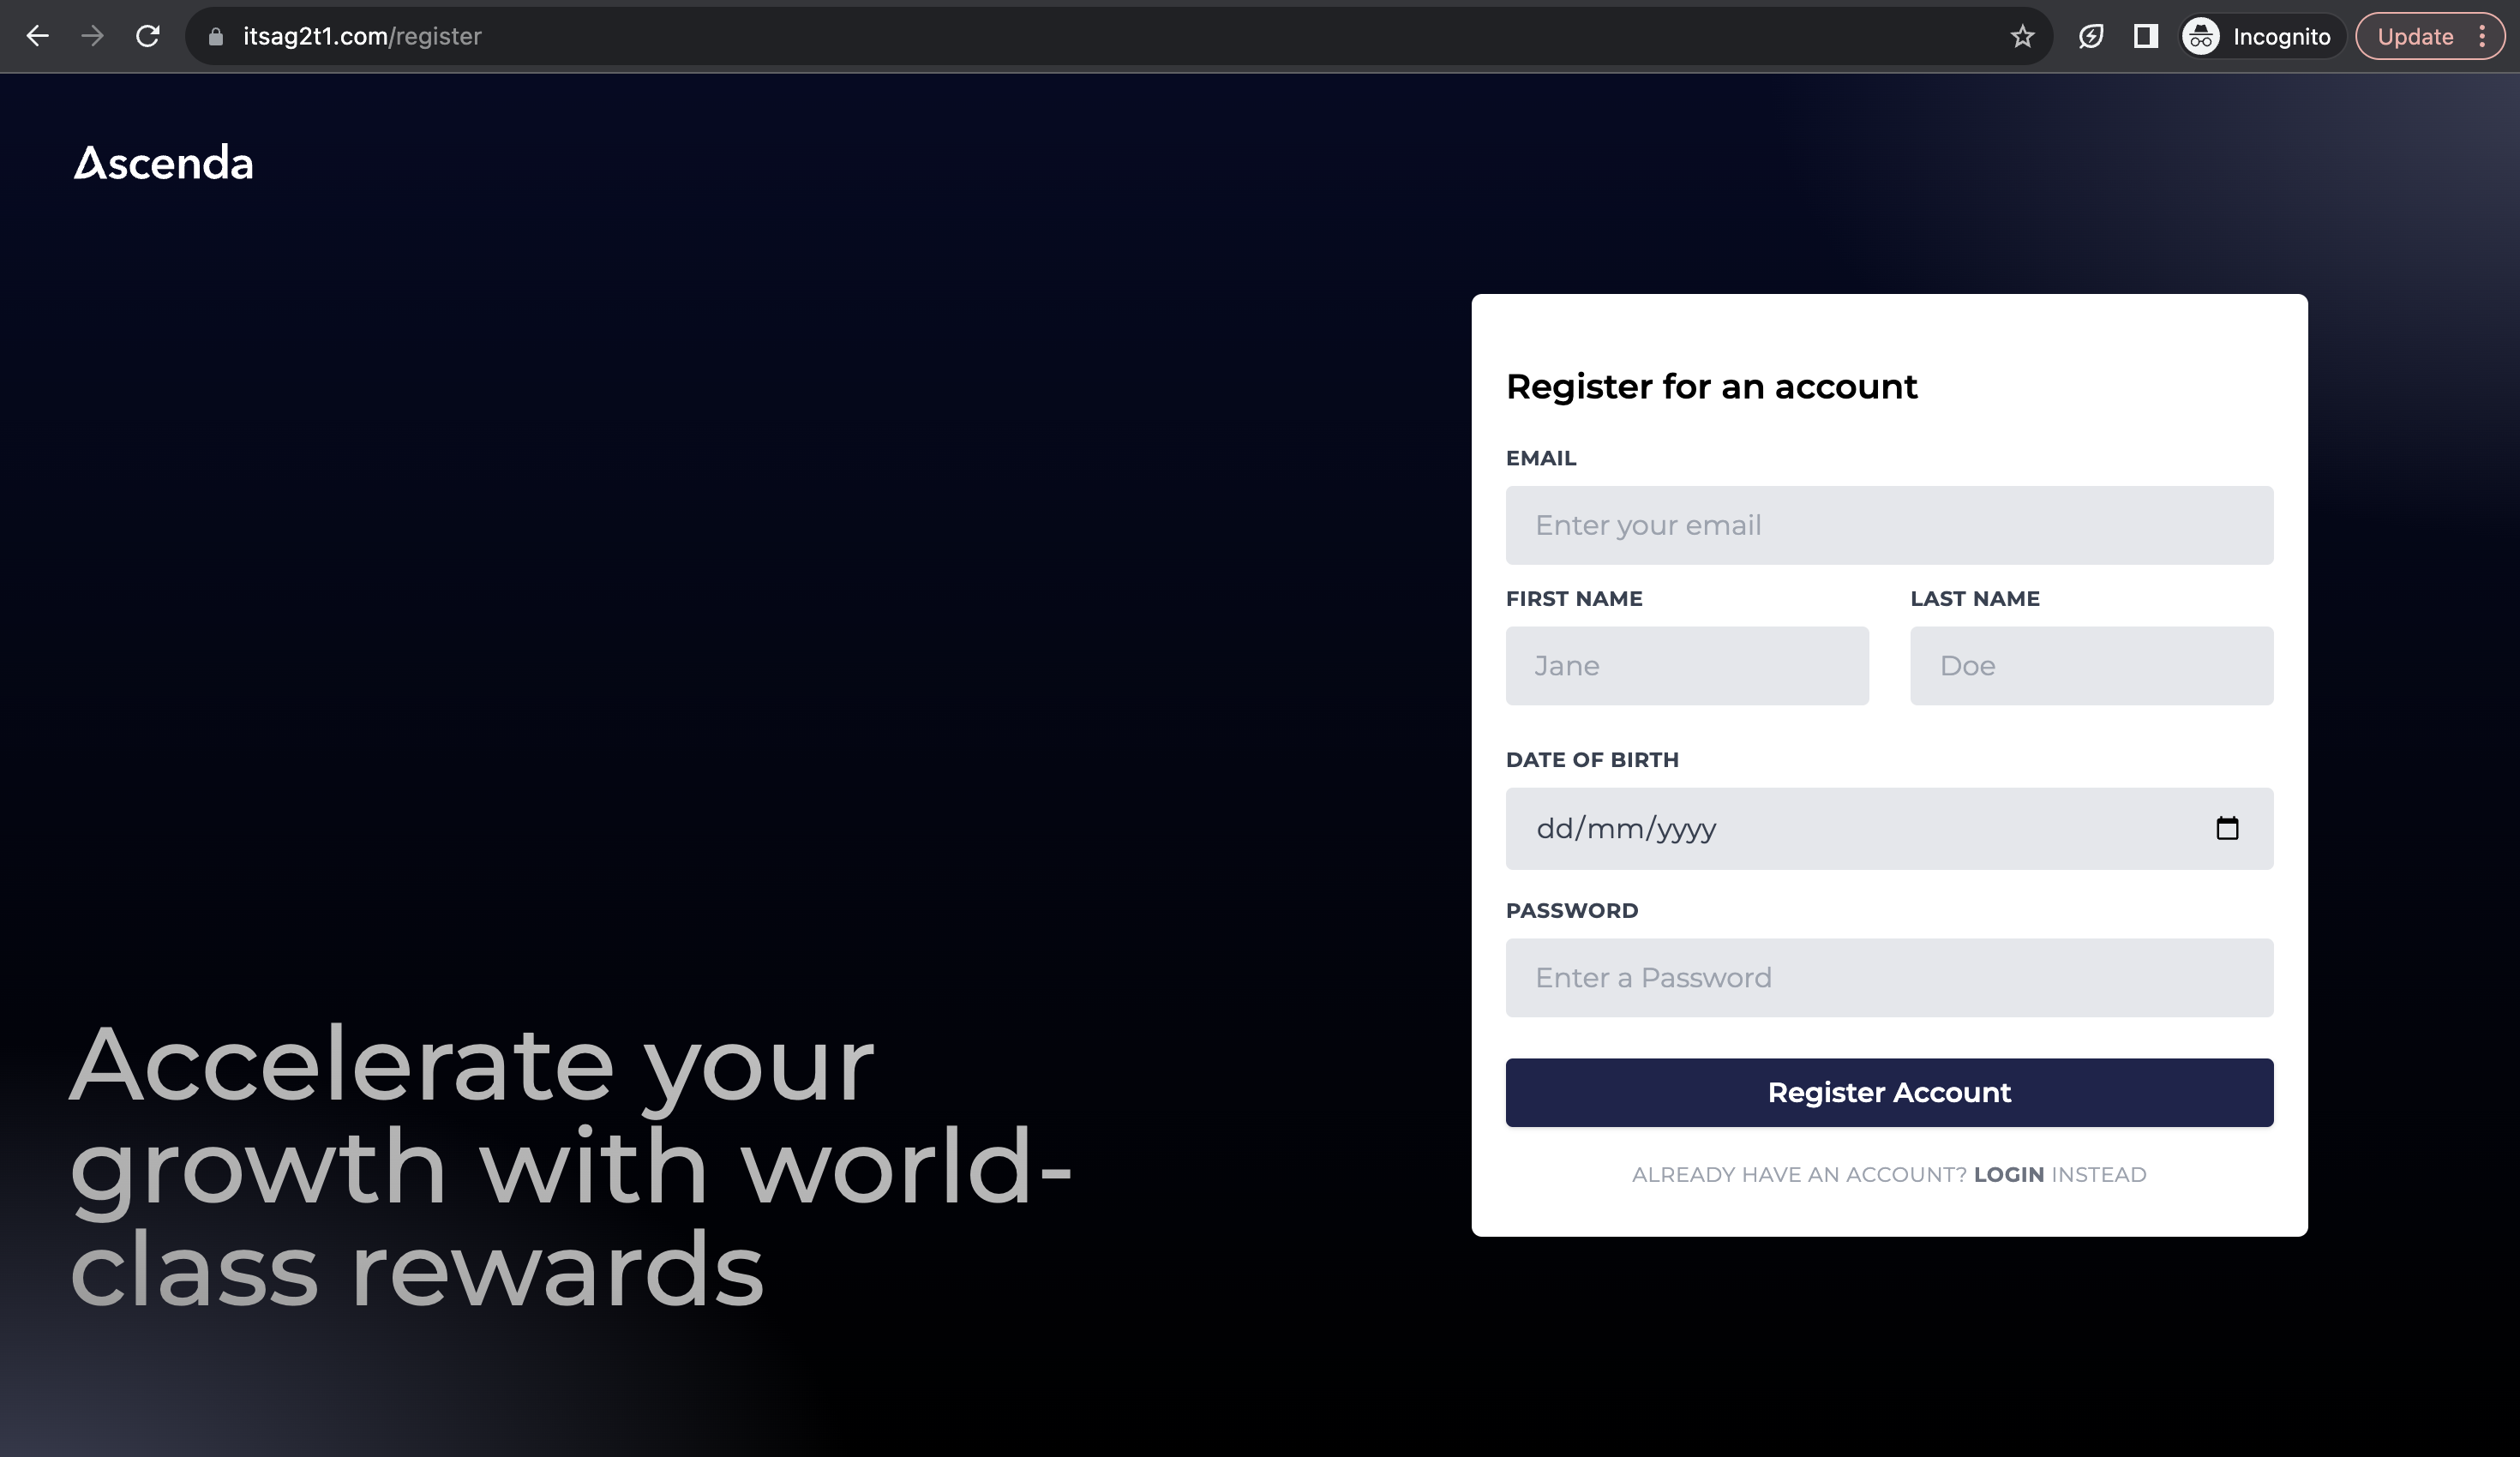 itsag2t1.com/register
Incognito
Update
Ascenda
Register for an account
EMAIL
Enter your email
FIRST NAME
LAST NAME
Jane
Doe
DATE OF BIRTH
dd/mm/yyyy
PASSWORD
Enter a Password
Register Account
ALREADY HAVE AN ACCOUNT? LOGIN INSTEAD
Accelerate your
growth with world-
class rewards